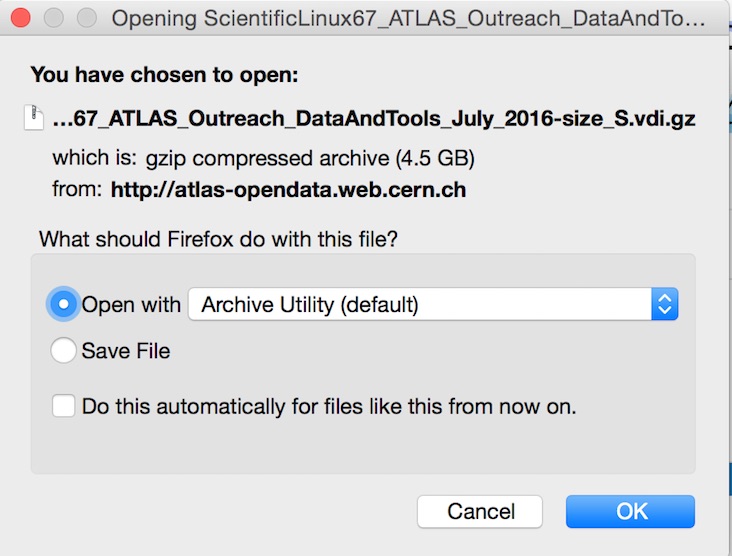 Opening ScientificLinux67_ATLAS_Outreach_DataAndTo...
You have chosen to open:
...67_ATLAS_Outreach_DataAndTools_July_2016-size_S.vdi.gz
which is: gzip compressed archive (4.5 GB)
from: http://atlas-opendata.web.cern.ch
What should Firefox do with this file?
Open with Archive Utility (default)
Save File
Do this automatically for files like this from now on.
Cancel OK